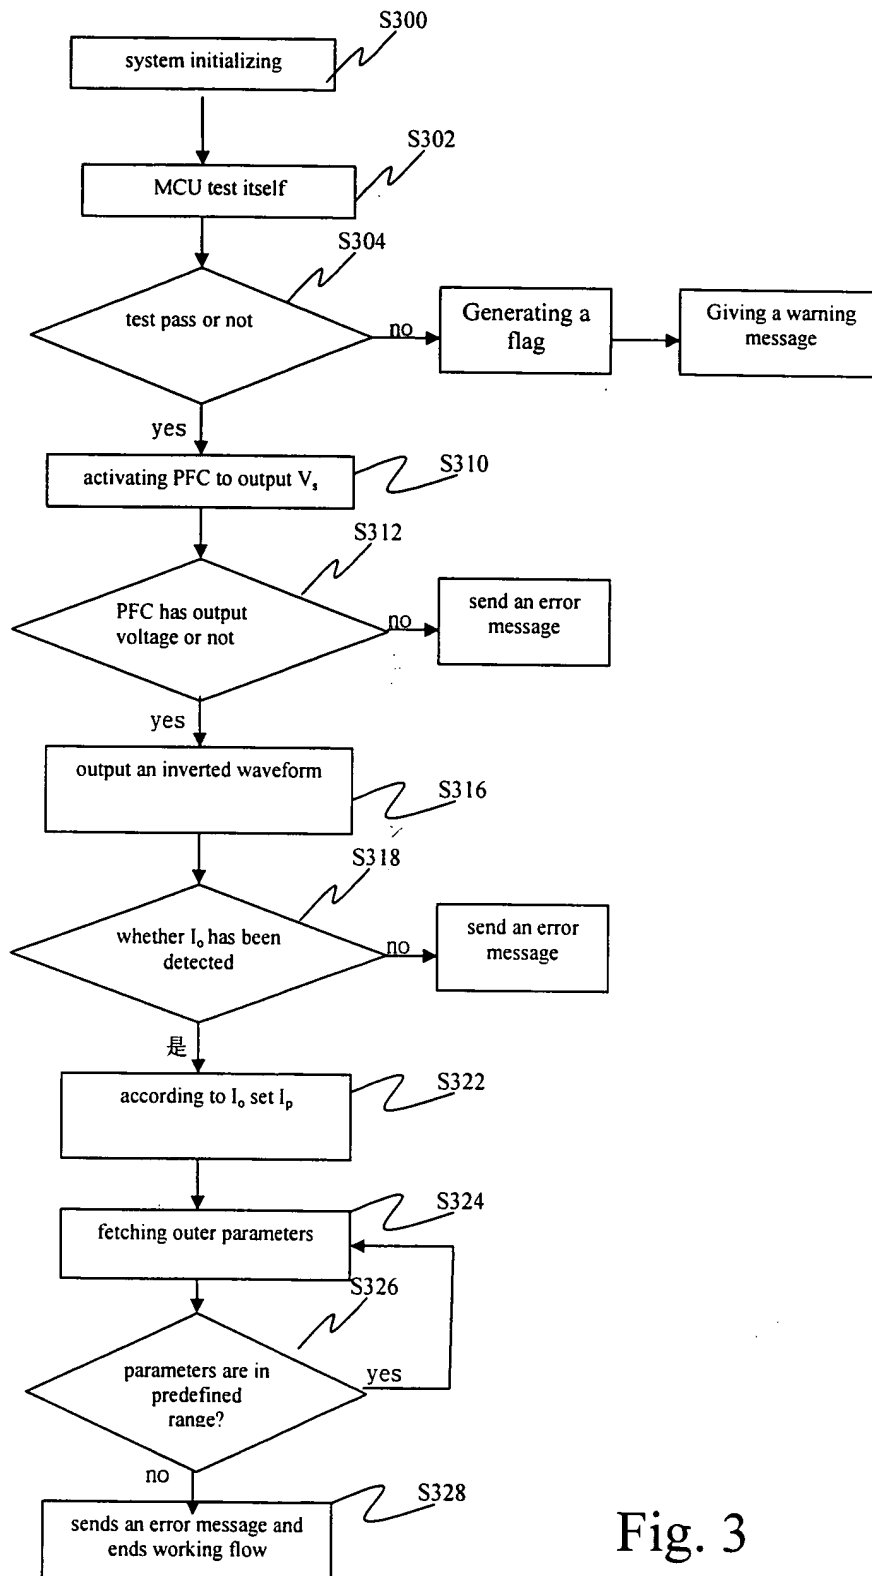 S300
system initializing
S302
MCU test itself
S304
test pass or not
no
Generating a
flag
Giving a warning
message
yes
S310
activating PFC to output Vs
S312
PFC has output
voltage or not
no
send an error
message
yes
output an inverted waveform
S316
S318
whether Io has been
detected
no
send an error
message
是
S322
according to Io set Ip
S324
fetching outer parameters
S326
parameters are in
predefined
range?
yes
no
S328
sends an error message and
ends working flow
Fig. 3